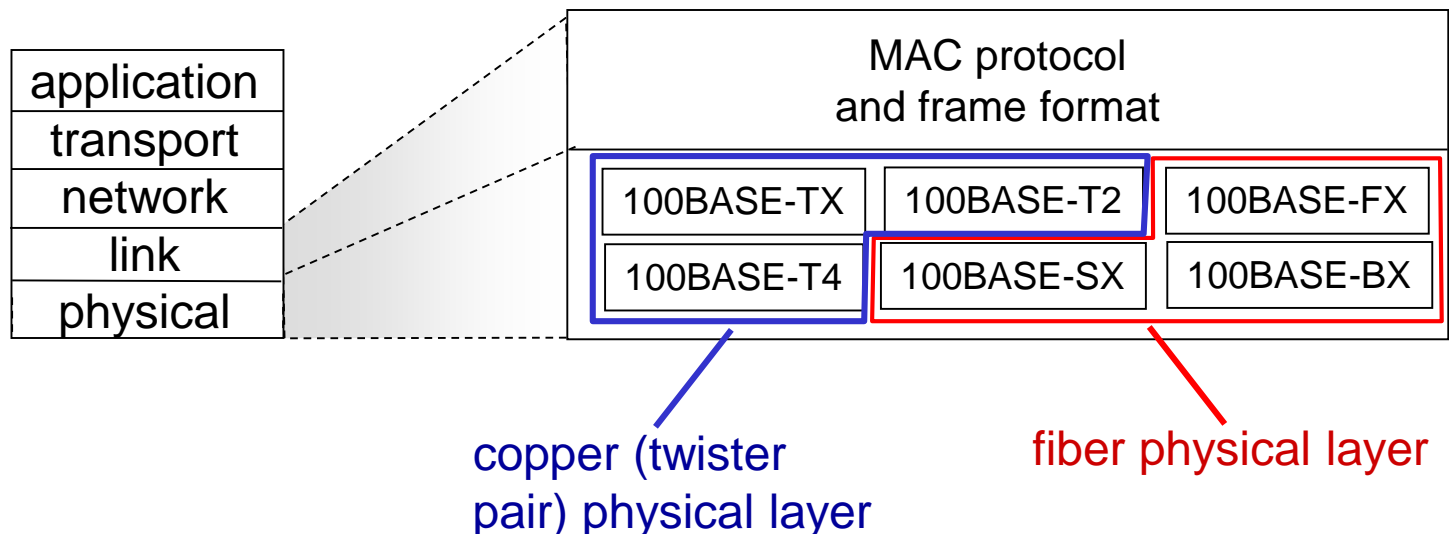 application
transport
network
link
physical
MAC protocol
and frame format
100BASE-TX
100BASE-T2
100BASE-FX
100BASE-T4
100BASE-SX
100BASE-BX
copper (twister
pair) physical layer
fiber physical layer